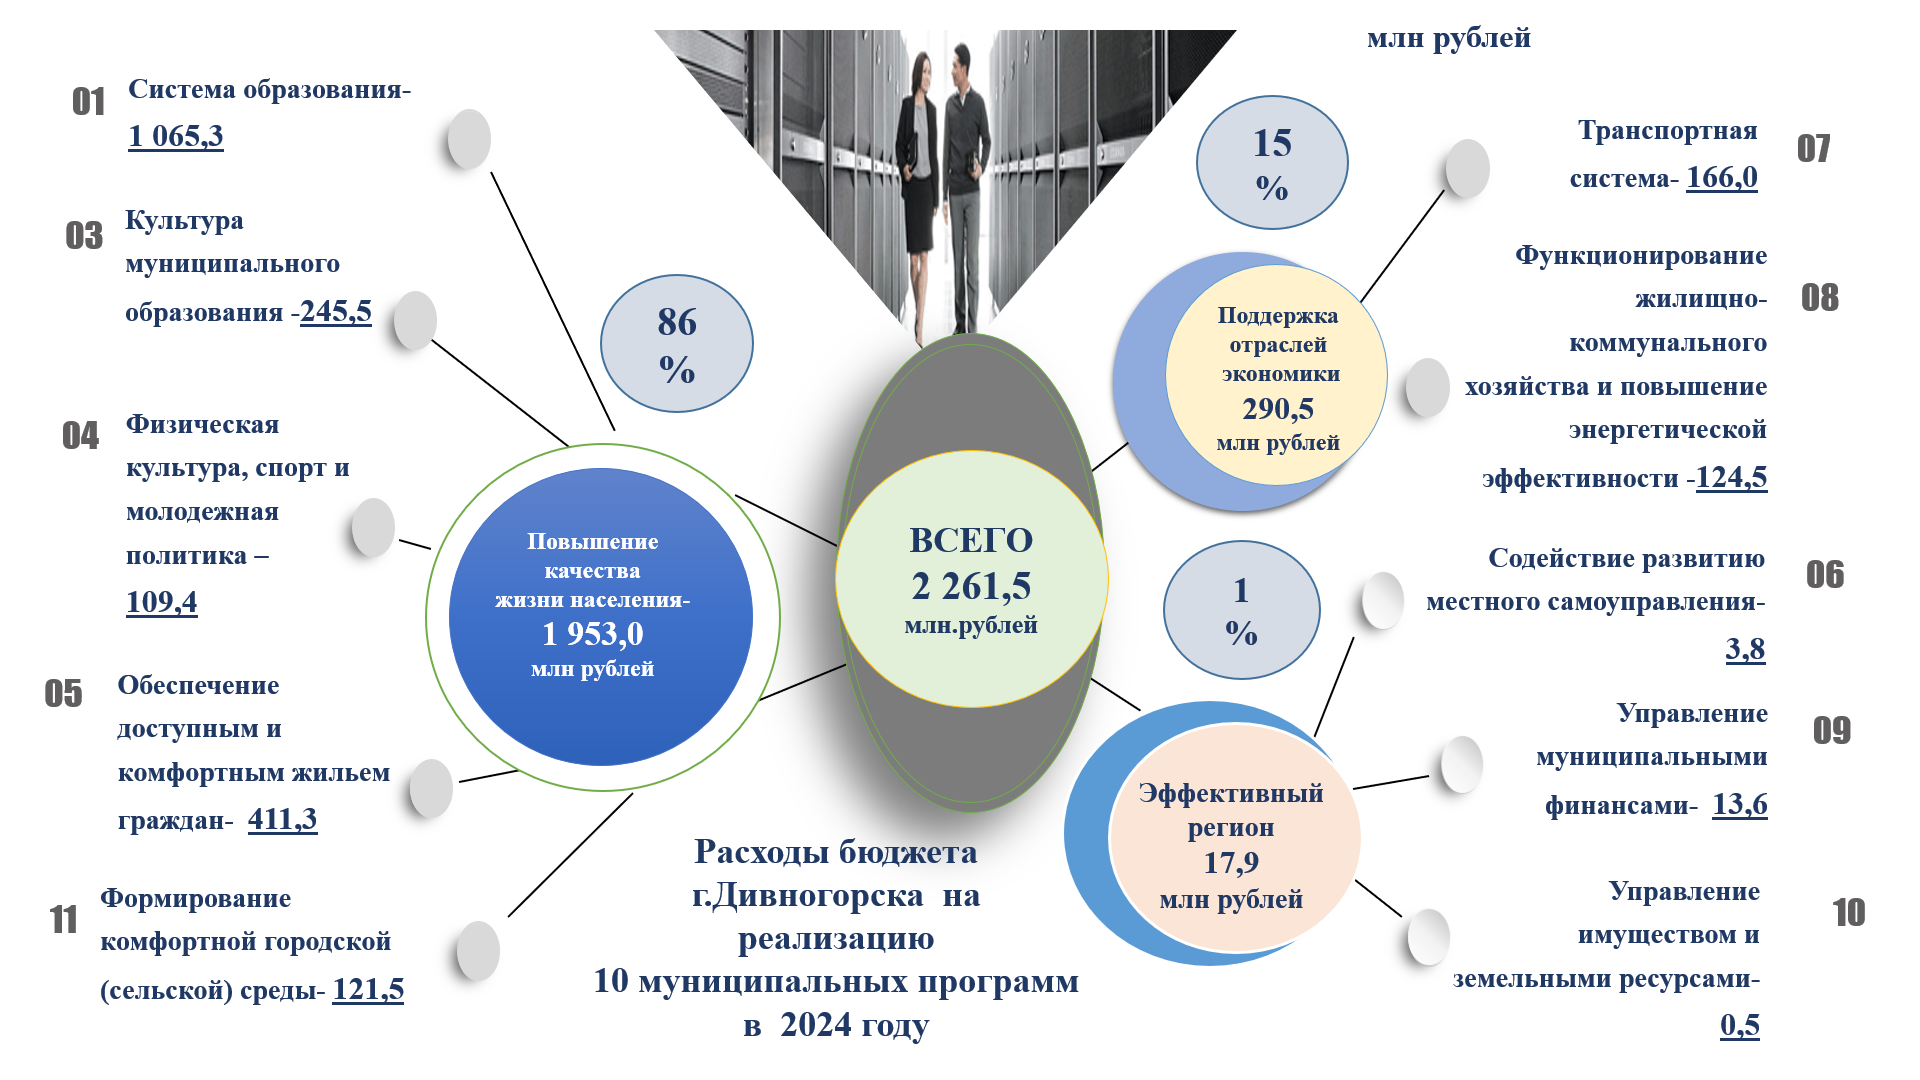 млн рублей
01
Система образования-
1 065,3
03
Культура
муниципального
образования -245,5
04
Физическая
культура, спорт и
молодежная
политика –
109,4
05
Обеспечение
доступным и
комфортным жильем
граждан-  411,3
11
Формирование
комфортной городской
(сельской) среды- 121,5
86
%
Повышение
качества
жизни населения-
1 953,0
млн рублей
ВСЕГО
2 261,5
млн.рублей
Расходы бюджета
г.Дивногорска  на
реализацию
10 муниципальных программ
в  2024 году
15
%
Поддержка
отраслей
экономики
290,5
млн рублей
1
%
Эффективный
регион
17,9
млн рублей
Транспортная
система- 166,0
07
Функционирование
жилищно-
коммунального
хозяйства и повышение
энергетической
эффективности -124,5
08
Содействие развитию
местного самоуправления-
3,8
06
Управление
муниципальными
финансами-  13,6
09
Управление
имуществом и
земельными ресурсами-
0,5
10